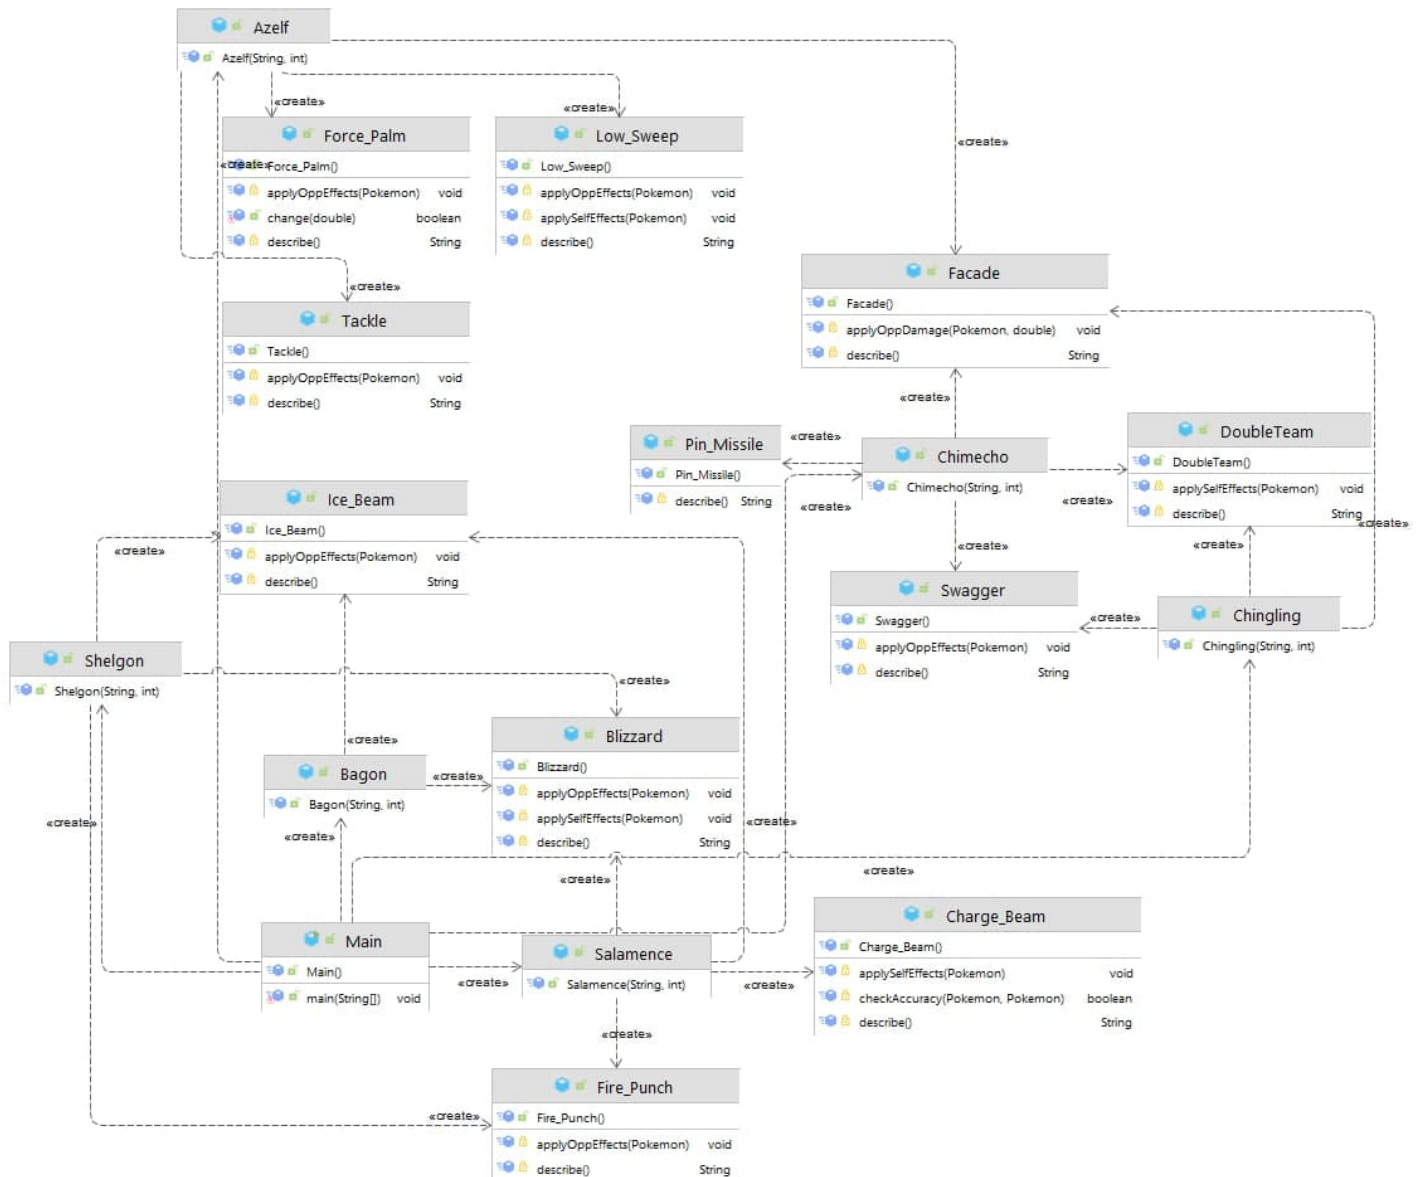 Azelf
Azelf(String, int)
«create»
«create»
«create»
Force_Palm
«create»
Force_Palm()
applyOppEffects(Pokemon) void
change(double) boolean
describe() String
Low_Sweep
Low_Sweep()
applyOppEffects(Pokemon) void
applySelfEffects(Pokemon) void
describe() String
«create»
Tackle
Tackle()
applyOppEffects(Pokemon) void
describe() String
Facade
Facade()
applyOppDamage(Pokemon, double) void
describe() String
«create»
Pin_Missile
Pin_Missile()
describe() String
«create»
Chimecho
Chimecho(String, int)
«create»
«create»
«create»
DoubleTeam
DoubleTeam()
applySelfEffects(Pokemon) void
describe() String
«create»
«create»
Ice_Beam
Ice_Beam()
applyOppEffects(Pokemon) void
describe() String
«create»
Swagger
Swagger()
applyOppEffects(Pokemon) void
describe() String
«create»
Chingling
Chingling(String, int)
Shelgon
Shelgon(String, int)
«create»
«create»
Bagon
Bagon(String, int)
«create»
Blizzard
Blizzard()
applyOppEffects(Pokemon) void
applySelfEffects(Pokemon) void
describe() String
«create»
«create»
«create»
«create»
«create»
Main
Main()
main(String[]) void
«create»
Salamence
Salamence(String, int)
«create»
Charge_Beam
Charge_Beam()
applySelfEffects(Pokemon) void
checkAccuracy(Pokemon, Pokemon) boolean
describe() String
«create»
Fire_Punch
«create»
Fire_Punch()
applyOppEffects(Pokemon) void
describe() String